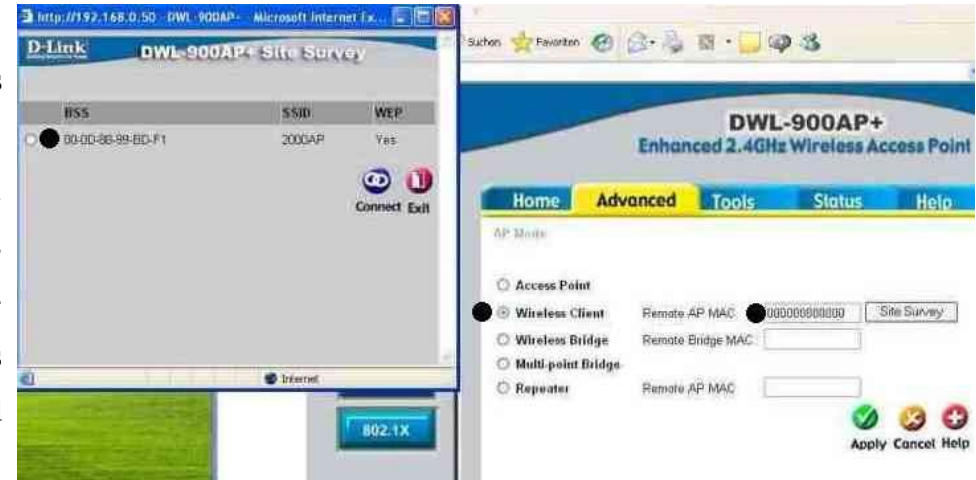 http://192.168.0.50 DWL-900AP+ Microsoft Internet Ex...
D-Link DWL-900AP+ Site Survey
BSS SSID WEP
00-0D-88-99-BD-F1 2000AP Yes
Connect Exit
Internet
802.1X
Suchen Favoriten
DWL-900AP+
Enhanced 2.4GHz Wireless Access Point
Home Advanced Tools Status Help
AP Mode
Access Point
Wireless Client Remote AP MAC 000000000000 Site Survey
Wireless Bridge Remote Bridge MAC
Multi-point Bridge
Repeater Remote AP MAC
Apply Cancel Help